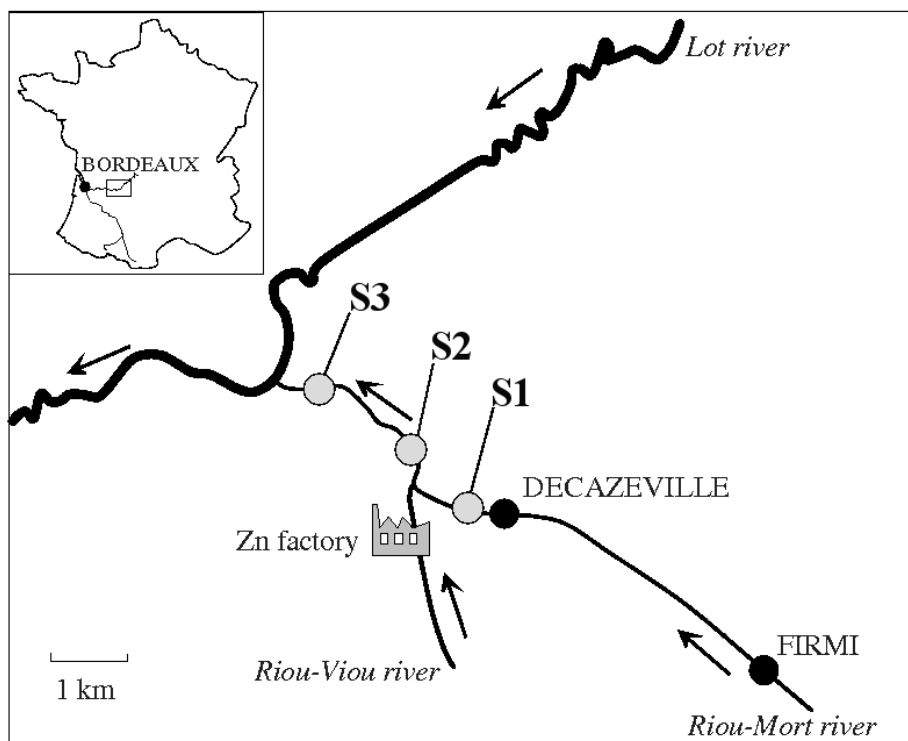 Lot river
BORDEAUX
S3
S2
S1
DECAZEVILLE
Zn factory
FIRMI
1 km
Riou-Viou river
Riou-Mort river